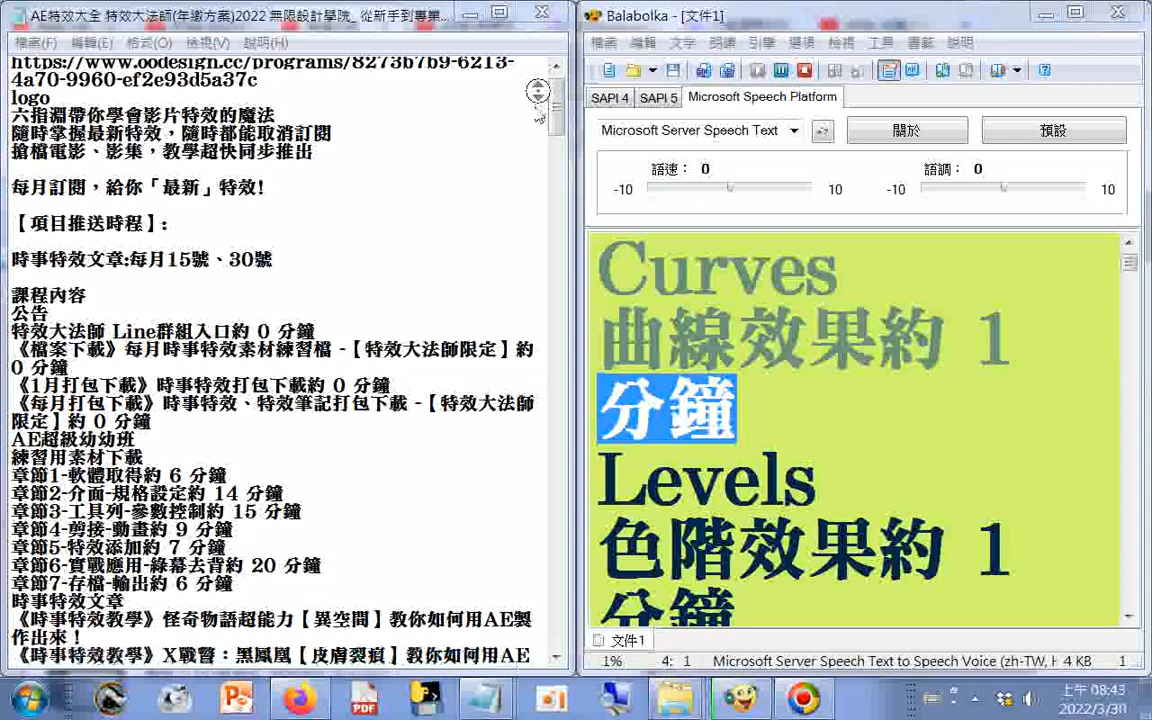 AE特效大全 特效大法師(年繳方案)2022 無限設計學院_ 從新手到專業...
檔案(F) 編輯(E) 格式(O) 檢視(V) 說明(H)
https://www.oodesign.cc/programs/8273b7b9-6213-
4a70-9960-ef2e93d5a37c
logo
六指淵帶你學會影片特效的魔法
隨時掌握最新特效，隨時都能取消訂閱
搶檔電影、影集，教學超快同步推出
每月訂閱，給你「最新」特效!
【項目推送時程】:
時事特效文章:每月15號、30號
課程內容
公告
特效大法師 Line群組入口約 0 分鐘
《檔案下載》每月時事特效素材練習檔 -【特效大法師限定】約
0 分鐘
《1月打包下載》時事特效打包下載約 0 分鐘
《每月打包下載》時事特效、特效筆記打包下載 -【特效大法師
限定】約 0 分鐘
AE超級幼幼班
練習用素材下載
章節1-軟體取得約 6 分鐘
章節2-介面-規格設定約 14 分鐘
章節3-工具列-參數控制約 15 分鐘
章節4-剪接-動畫約 9 分鐘
章節5-特效添加約 7 分鐘
章節6-實戰應用-綠幕去背約 20 分鐘
章節7-存檔-輸出約 6 分鐘
時事特效文章
《時事特效教學》怪奇物語超能力【異空間】教你如何用AE製
作出來！
《時事特效教學》X戰警：黑鳳凰【皮膚裂痕】教你如何用AE
Balabolka - [文件1]
檔案 編輯 文字 朗讀 引擎 選項 檢視 工具 書籤 說明
SAPI 4 SAPI 5 Microsoft Speech Platform
Microsoft Server Speech Text 關於 預設
語速： 0 語調： 0
-10 10 -10 10
Curves
曲線效果約 1
分鐘
Levels
色階效果約 1
分鐘
文件1
1% 4: 1 Microsoft Server Speech Text to Speech Voice (zh-TW, H 4 KB 1
上午 08:43
2022/3/30